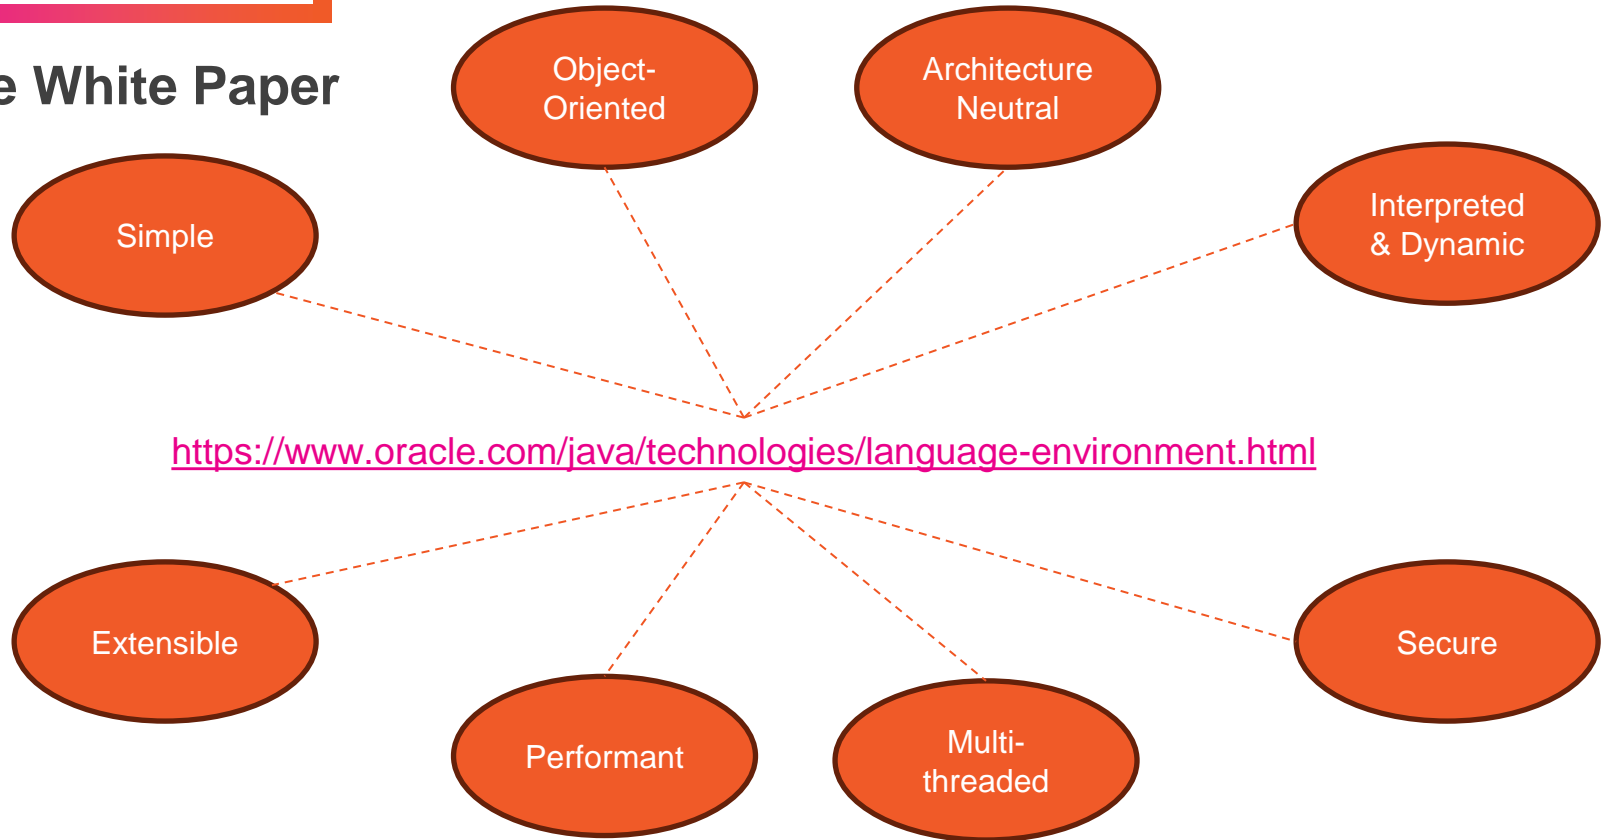 White Paper
Object-
Oriented
Architecture
Neutral
Simple
Interpreted
& Dynamic
https://www.oracle.com/java/technologies/language-environment.html
Extensible
Secure
Performant
Multi-
threaded